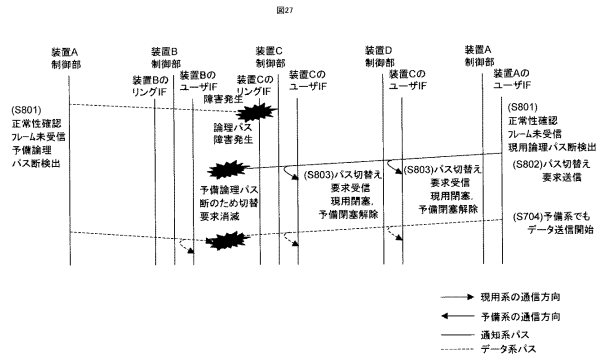 図27
装置A
制御部
装置B
制御部
装置C
制御部
装置D
制御部
装置A
制御部
装置Bの
リングIF
装置Bの
ユーザIF
装置Cの
リングIF
装置Cの
ユーザIF
装置Cの
ユーザIF
装置Aの
ユーザIF
障害発生
(S801)
正常性確認
フレーム未受信
予備論理
パス断検出
論理パス
障害発生
(S801)
正常性確認
フレーム未受信
現用論理パス断検出
(S802)パス切替え
要求送信
(S803)パス切替え
要求受信
現用閉塞,
予備閉塞解除
(S803)パス切替え
要求受信
現用閉塞,
予備閉塞解除
予備論理パス
断のため切替
要求消滅
(S704)予備系でも
データ送信開始
現用系の通信方向
予備系の通信方向
通知系パス
データ系パス